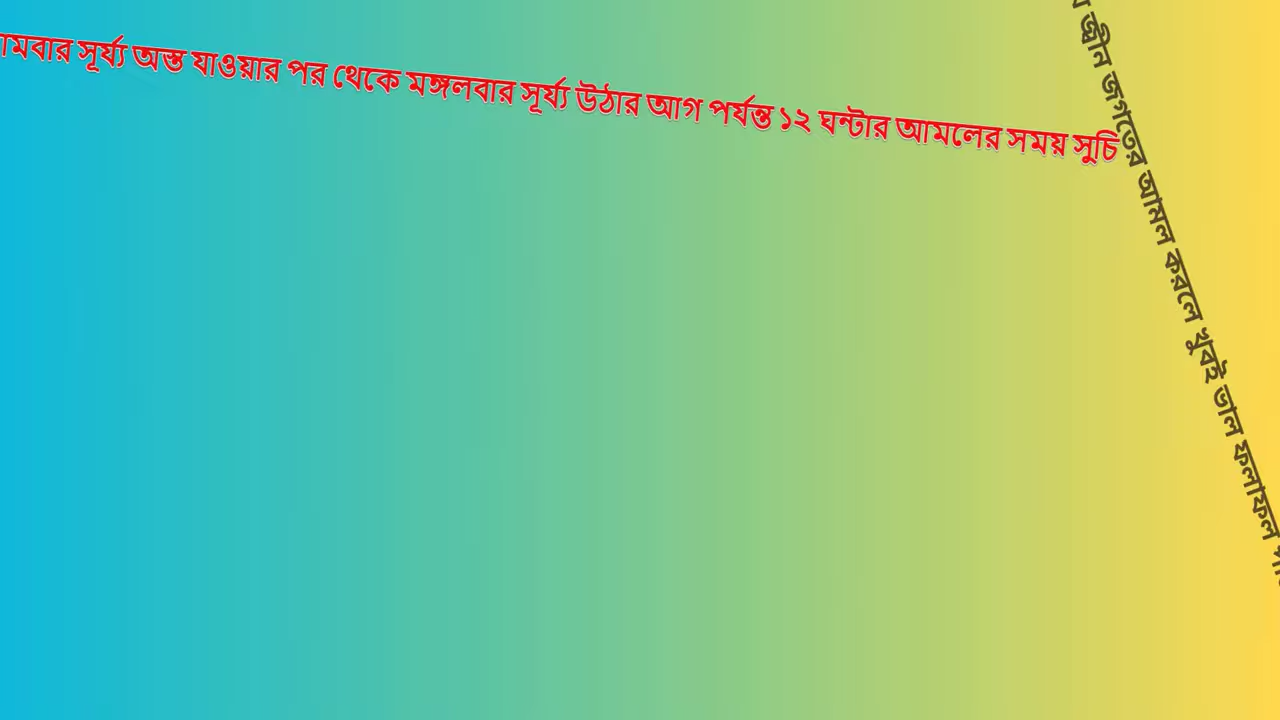 ামবার সূর্য্য অস্ত যাওয়ার পর থেকে মঙ্গলবার সূর্য্য উঠার আগ পর্যন্ত ১২ ঘন্টার আমলের সময় সুচি
জ্বীন জগতের আমল করলে খুবই ভাল ফলাফল